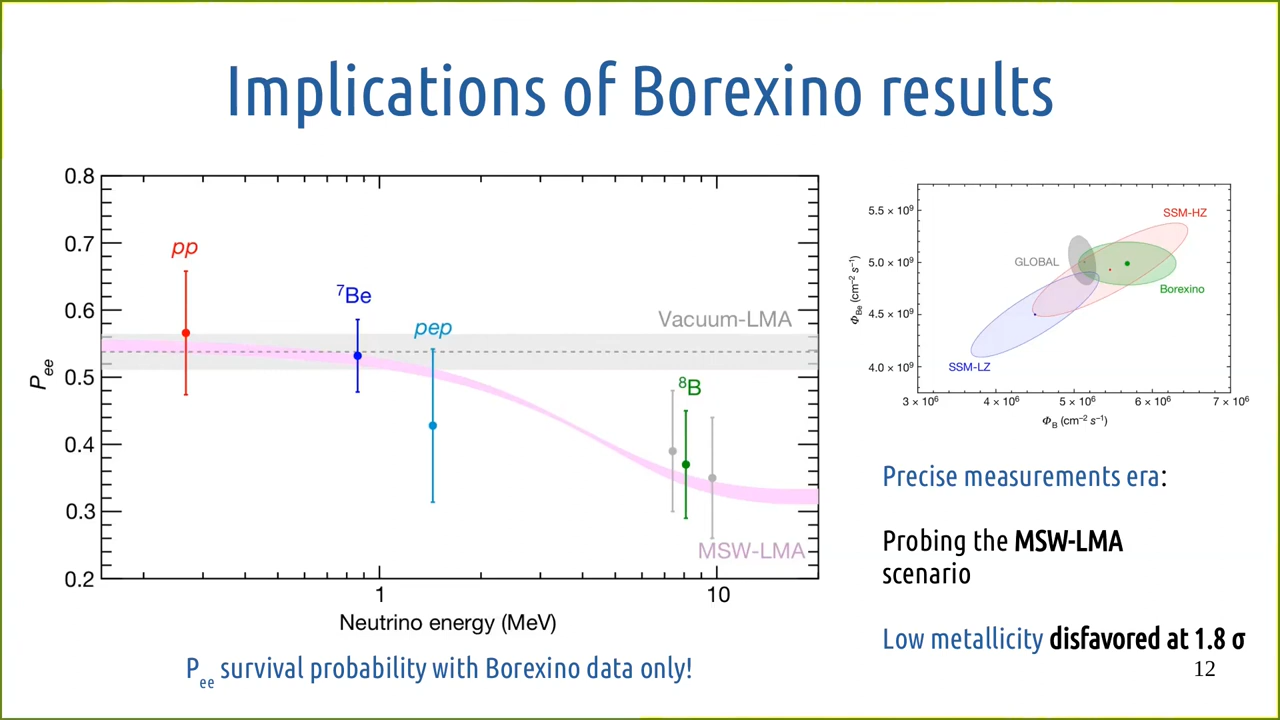 Implications of Borexino results
0.8
0.7
0.6
0.5
0.4
0.3
0.2
Pee
pp
7Be
pep
8B
Vacuum-LMA
MSW-LMA
1
10
Neutrino energy (MeV)
Pee survival probability with Borexino data only!
5.5 × 10⁹
5.0 × 10⁹
4.5 × 10⁹
4.0 × 10⁹
ΦBe (cm⁻² s⁻¹)
SSM-HZ
GLOBAL
Borexino
SSM-LZ
3 × 10⁶ 4 × 10⁶ 5 × 10⁶ 6 × 10⁶ 7 × 10⁶
ΦB (cm⁻² s⁻¹)
Precise measurements era:
Probing the MSW-LMA
scenario
Low metallicity disfavored at 1.8 σ
12